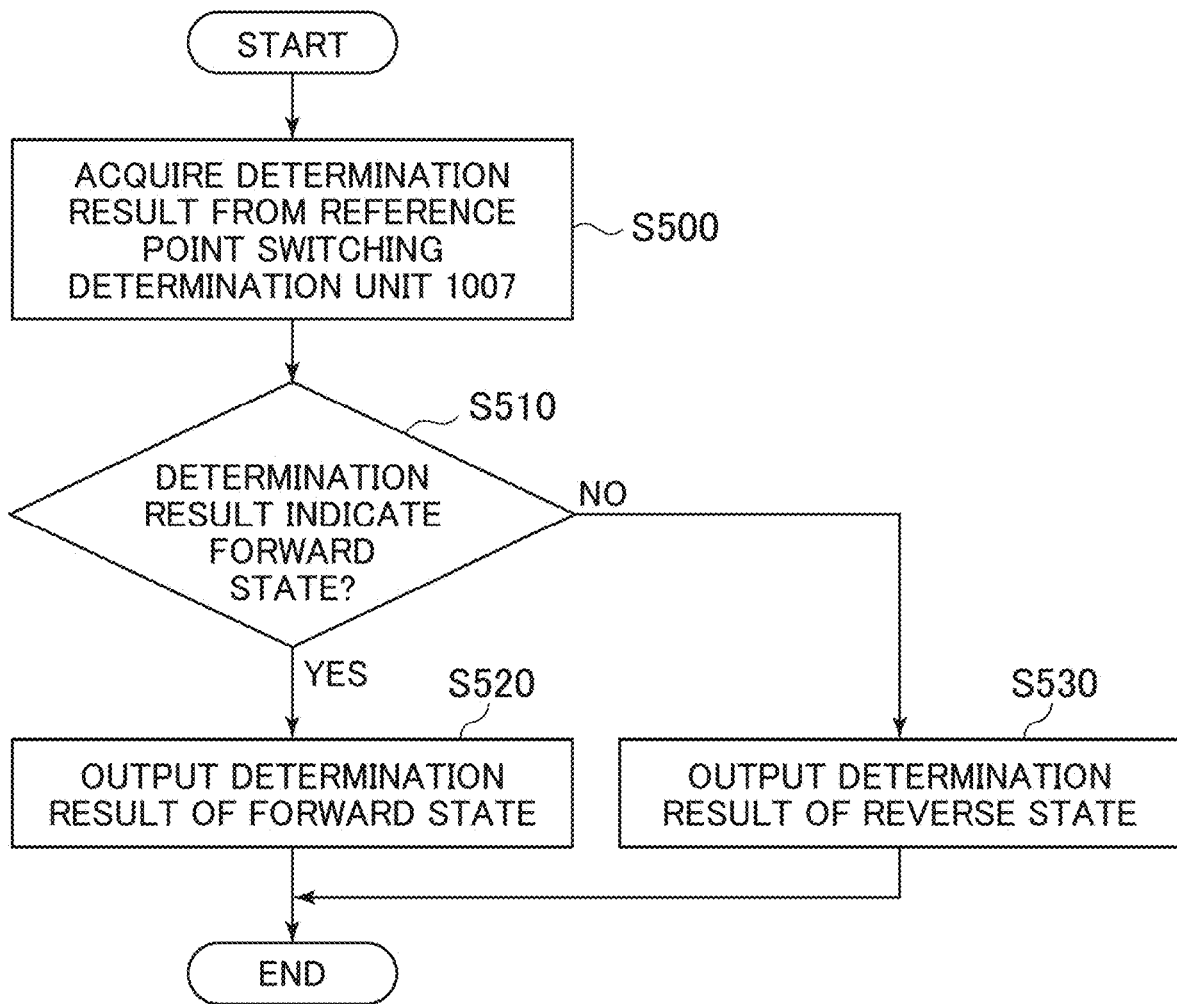 START
ACQUIRE DETERMINATION
RESULT FROM REFERENCE
POINT SWITCHING
DETERMINATION UNIT 1007
S500
S510
DETERMINATION
RESULT INDICATE
FORWARD
STATE?
NO
YES
S520
OUTPUT DETERMINATION
RESULT OF FORWARD STATE
S530
OUTPUT DETERMINATION
RESULT OF REVERSE STATE
END